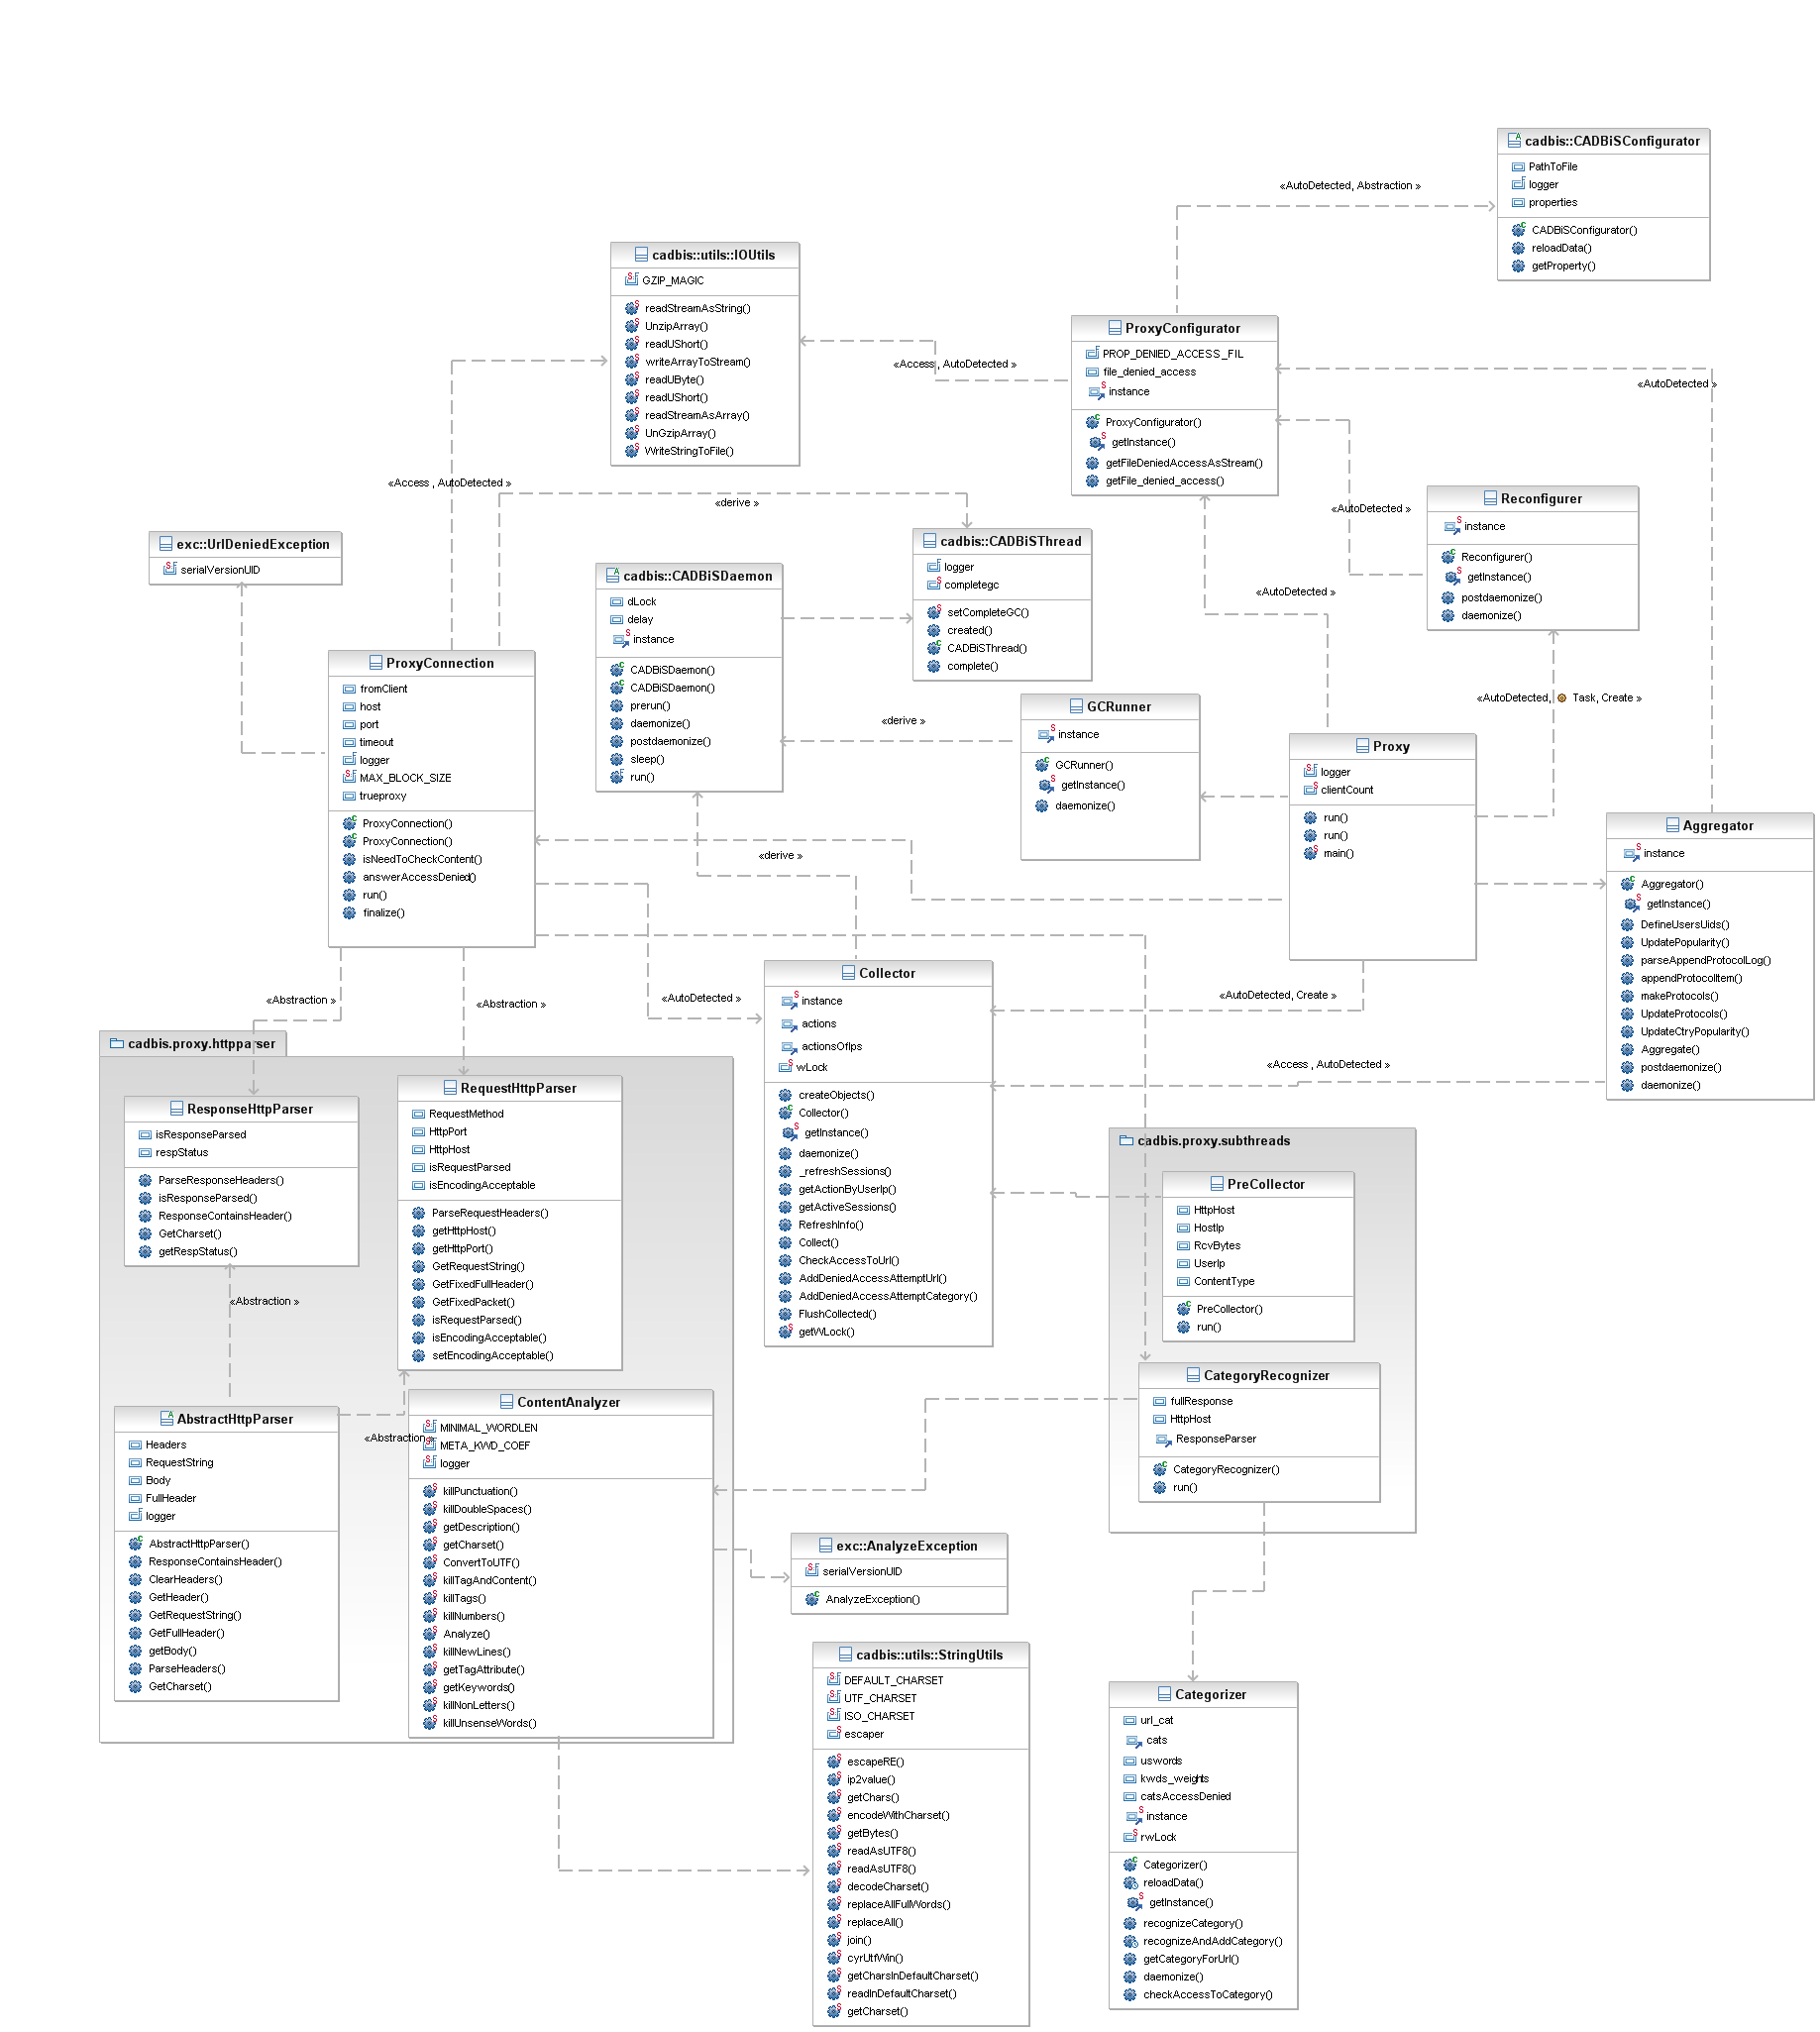 cadbis::CADBiSConfigurator
PathToFile
logger
properties
CADBiSConfigurator()
reloadData()
getProperty()
«AutoDetected, Abstraction »
cadbis::utils::IOUtils
GZIP_MAGIC
readStreamAsString()
UnzipArray()
readUShort()
writeArrayToStream()
readUByte()
readUShort()
readStreamAsArray()
UnGzipArray()
WriteStringToFile()
«Access , AutoDetected »
ProxyConfigurator
PROP_DENIED_ACCESS_FIL
file_denied_access
instance
ProxyConfigurator()
getInstance()
getFileDeniedAccessAsStream()
getFile_denied_access()
«AutoDetected »
«Access , AutoDetected »
«derive »
«AutoDetected »
Reconfigurer
instance
Reconfigurer()
getInstance()
postdaemonize()
daemonize()
exc::UrlDeniedException
serialVersionUID
cadbis::CADBiSDaemon
dLock
delay
instance
CADBiSDaemon()
CADBiSDaemon()
prerun()
daemonize()
postdaemonize()
sleep()
run()
cadbis::CADBiSThread
logger
completegc
setCompleteGC()
created()
CADBiSThread()
complete()
«AutoDetected »
ProxyConnection
fromClient
host
port
timeout
logger
MAX_BLOCK_SIZE
trueproxy
ProxyConnection()
ProxyConnection()
isNeedToCheckContent()
answerAccessDenied()
run()
finalize()
«derive »
GCRunner
instance
GCRunner()
getInstance()
daemonize()
«AutoDetected, Task, Create »
Proxy
logger
clientCount
run()
run()
main()
«derive »
Aggregator
instance
Aggregator()
getInstance()
DefineUsersUids()
UpdatePopularity()
parseAppendProtocolLog()
appendProtocolItem()
makeProtocols()
UpdateProtocols()
UpdateCtryPopularity()
Aggregate()
postdaemonize()
daemonize()
«Abstraction »
«Abstraction »
«AutoDetected »
Collector
instance
actions
actionsOfIps
wLock
createObjects()
Collector()
getInstance()
daemonize()
_refreshSessions()
getActionByUserIp()
getActiveSessions()
RefreshInfo()
Collect()
CheckAccessToUrl()
AddDeniedAccessAttemptUrl()
AddDeniedAccessAttemptCategory()
FlushCollected()
getWLock()
«AutoDetected, Create »
«Access , AutoDetected »
cadbis.proxy.httpparser
ResponseHttpParser
isResponseParsed
respStatus
ParseResponseHeaders()
isResponseParsed()
ResponseContainsHeader()
GetCharset()
getRespStatus()
RequestHttpParser
RequestMethod
HttpPort
HttpHost
isRequestParsed
isEncodingAcceptable
ParseRequestHeaders()
getHttpHost()
getHttpPort()
GetRequestString()
GetFixedFullHeader()
GetFixedPacket()
isRequestParsed()
isEncodingAcceptable()
setEncodingAcceptable()
«Abstraction »
cadbis.proxy.subthreads
PreCollector
HttpHost
HostIp
RcvBytes
UserIp
ContentType
PreCollector()
run()
CategoryRecognizer
fullResponse
HttpHost
ResponseParser
CategoryRecognizer()
run()
AbstractHttpParser
Headers
RequestString
Body
FullHeader
logger
AbstractHttpParser()
ResponseContainsHeader()
ClearHeaders()
GetHeader()
GetRequestString()
GetFullHeader()
getBody()
ParseHeaders()
GetCharset()
«Abstraction »
ContentAnalyzer
MINIMAL_WORDLEN
META_KWD_COEF
logger
killPunctuation()
killDoubleSpaces()
getDescription()
getCharset()
ConvertToUTF()
killTagAndContent()
killTags()
killNumbers()
Analyze()
killNewLines()
getTagAttribute()
getKeywords()
killNonLetters()
killUnsenseWords()
exc::AnalyzeException
serialVersionUID
AnalyzeException()
cadbis::utils::StringUtils
DEFAULT_CHARSET
UTF_CHARSET
ISO_CHARSET
escaper
escapeRE()
ip2value()
getChars()
encodeWithCharset()
getBytes()
readAsUTF8()
readAsUTF8()
decodeCharset()
replaceAllFullWords()
replaceAll()
join()
cyrUtfWin()
getCharsInDefaultCharset()
readInDefaultCharset()
getCharset()
Categorizer
url_cat
cats
uswords
kwds_weights
catsAccessDenied
instance
rwLock
Categorizer()
reloadData()
getInstance()
recognizeCategory()
recognizeAndAddCategory()
getCategoryForUrl()
daemonize()
checkAccessToCategory()